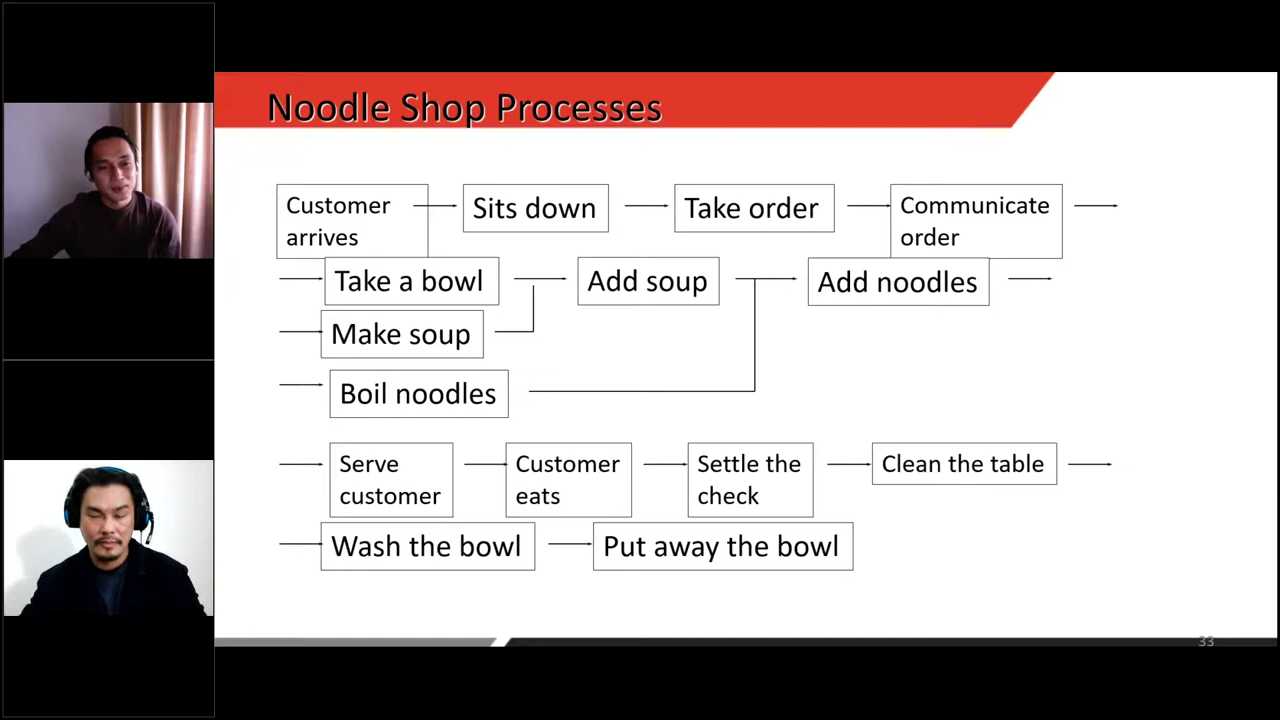 Noodle Shop Processes
Customer
arrives
Sits down
Take order
Communicate
order
Take a bowl
Add soup
Add noodles
Make soup
Boil noodles
Serve
customer
Customer
eats
Settle the
check
Clean the table
Wash the bowl
Put away the bowl
33